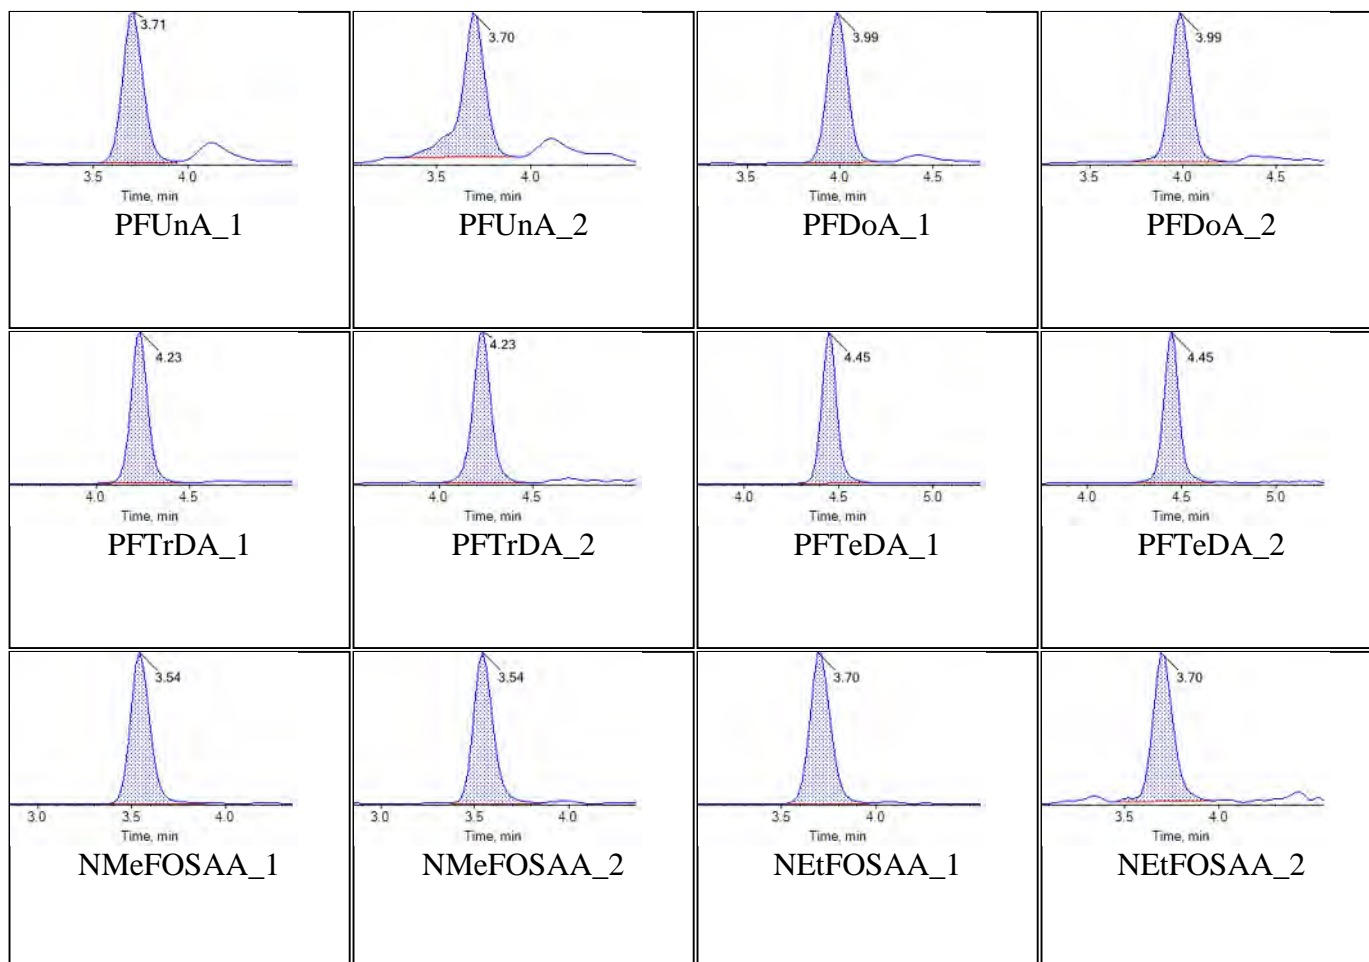 3.71
3.5 4.0
Time, min
PFUnA_1
3.70
3.5 4.0
Time, min
PFUnA_2
3.99
3.5 4.0 4.5
Time, min
PFDoA_1
3.99
3.5 4.0 4.5
Time, min
PFDoA_2
4.23
4.0 4.5
Time, min
PFTrDA_1
4.23
4.0 4.5
Time, min
PFTrDA_2
4.45
4.0 4.5 5.0
Time, min
PFTeDA_1
4.45
4.0 4.5 5.0
Time, min
PFTeDA_2
3.54
3.0 3.5 4.0
Time, min
NMeFOSAA_1
3.54
3.0 3.5 4.0
Time, min
NMeFOSAA_2
3.70
3.5 4.0
Time, min
NEtFOSAA_1
3.70
3.5 4.0
Time, min
NEtFOSAA_2